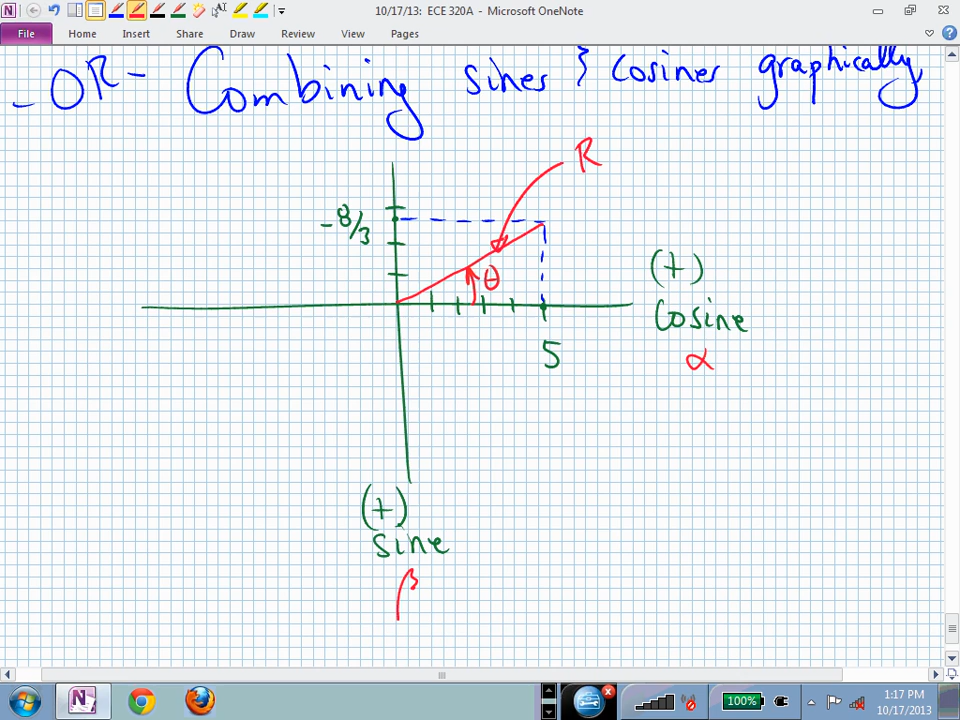 10/17/13: ECE 320A - Microsoft OneNote
File Home Insert Share Draw Review View Pages
-OR- Combining sines & cosines graphically
R
-8/3
θ
(+)
Cosine
5
α
(+)
sine
β
100%
1:17 PM
10/17/2013